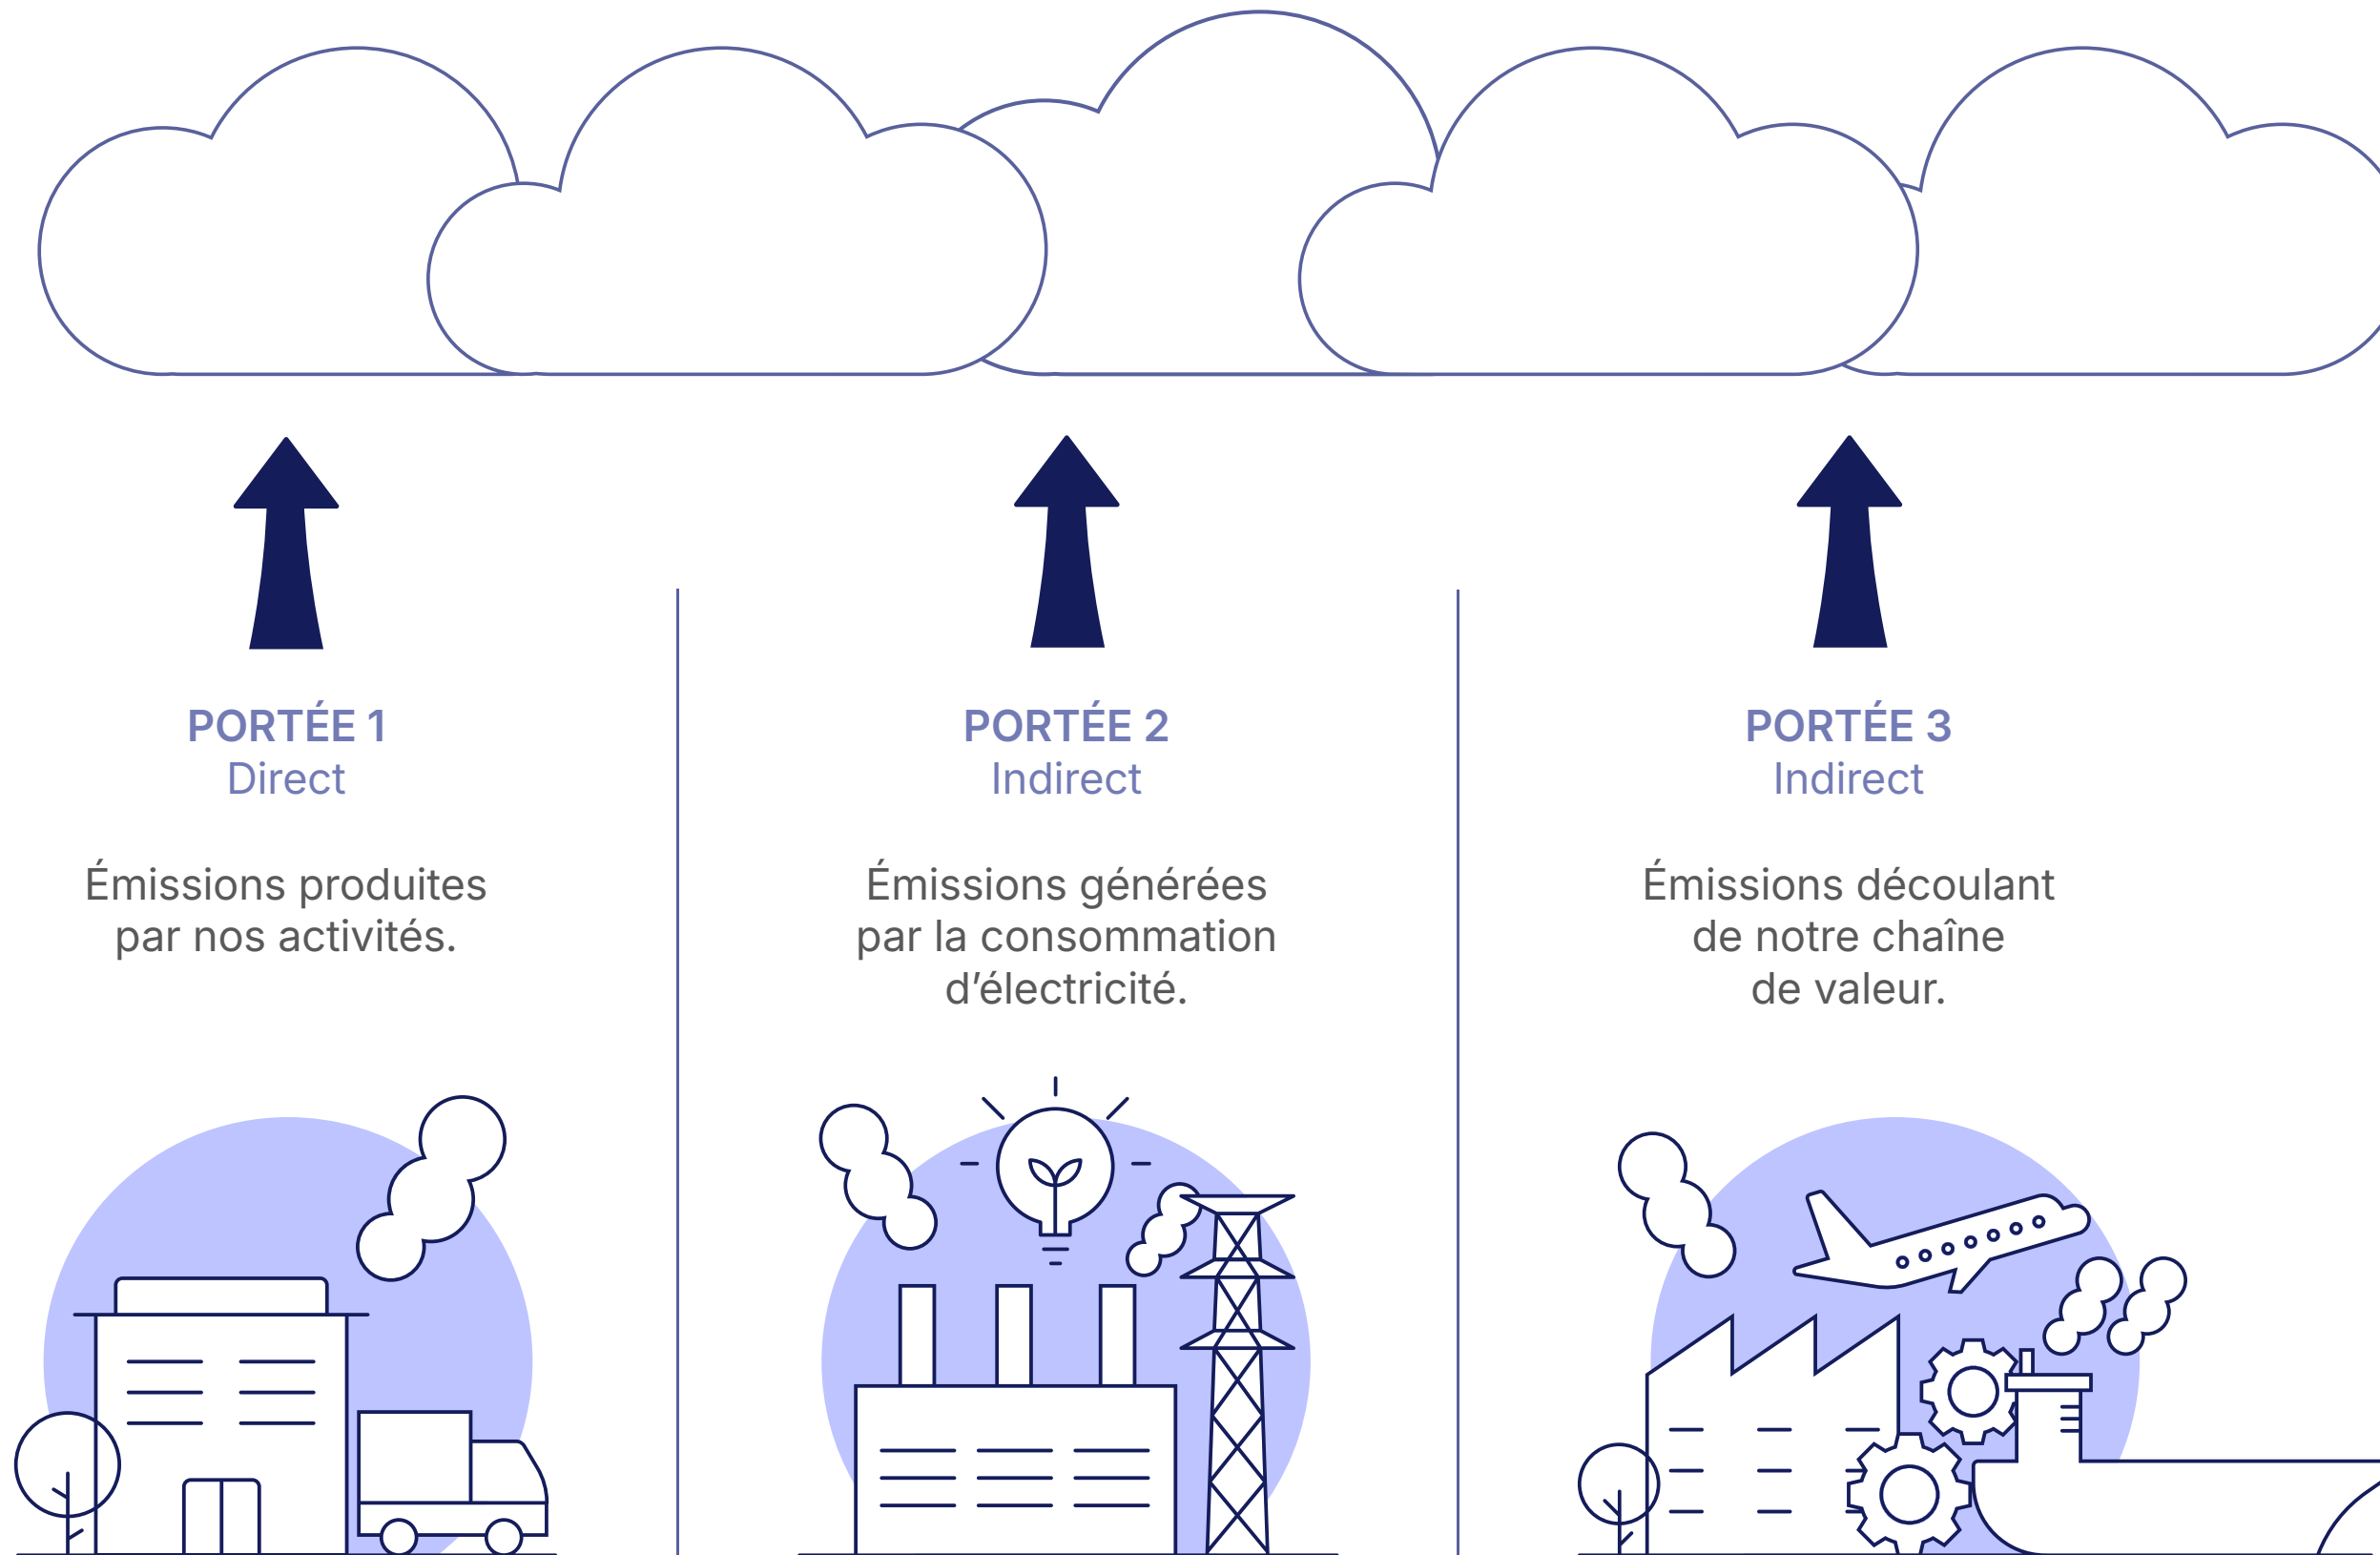 PORTÉE 1
Direct
Émissions produites
par nos activités.
PORTÉE 2
Indirect
Émissions générées
par la consommation
d’électricité.
PORTÉE 3
Indirect
Émissions découlant
de notre chaîne
de valeur.